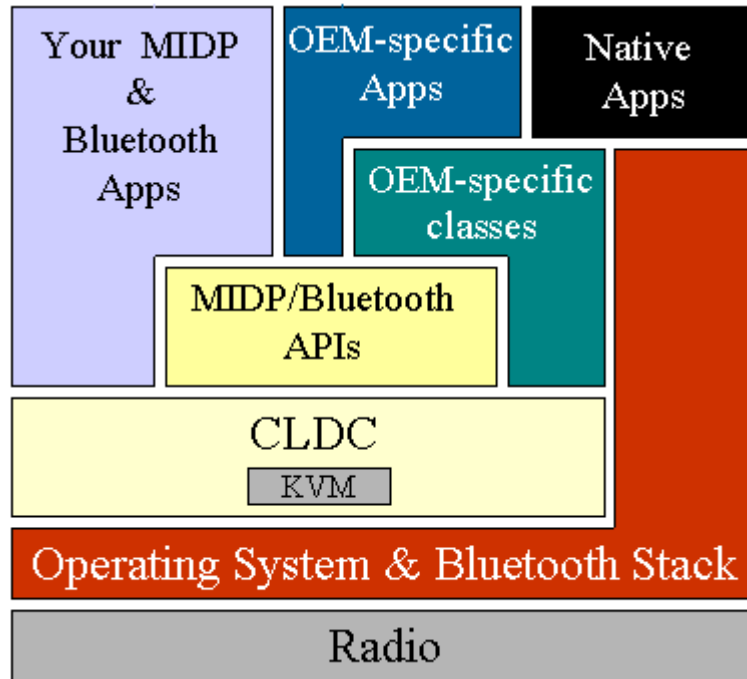 Your MIDP
&
Bluetooth
Apps
OEM-specific
Apps
Native
Apps
OEM-specific
classes
MIDP/Bluetooth
APIs
CLDC
KVM
Operating System & Bluetooth Stack
Radio